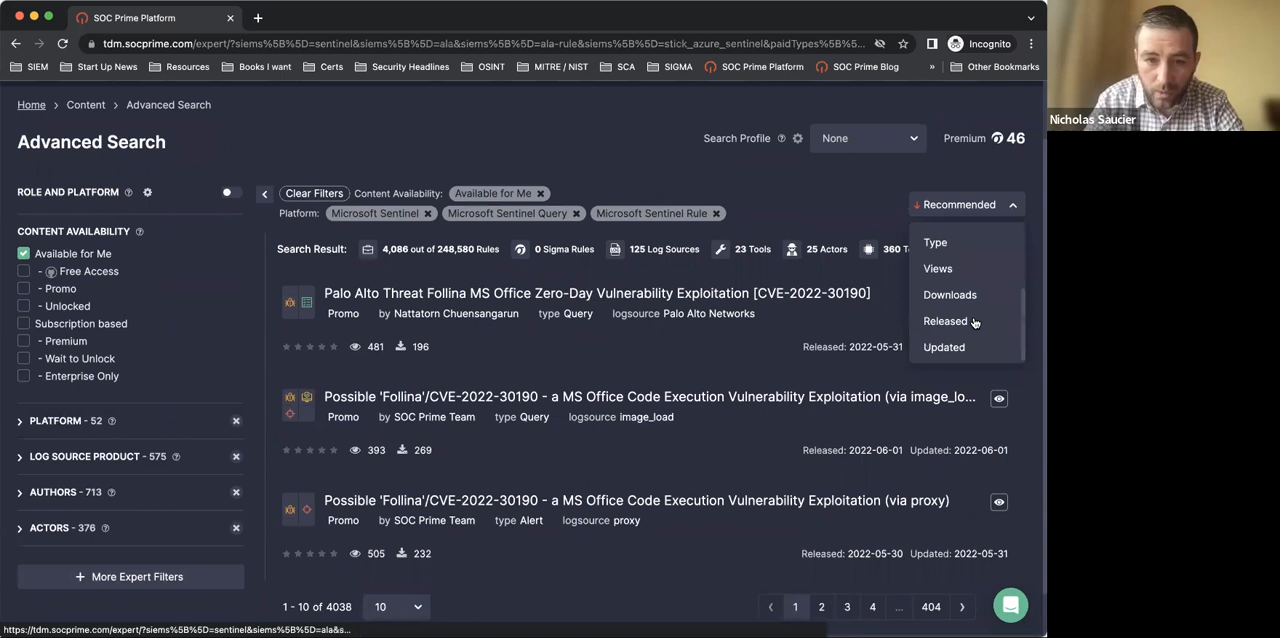 SOC Prime Platform
tdm.socprime.com/expert/?siems%5B%5D=sentinel&siems%5B%5D=ala&siems%5B%5D=ala-rule&siems%5B%5D=stick_azure_sentinel&paidTypes%5B%5...
Incognito
SIEM Start Up News Resources Books I want Certs Security Headlines OSINT MITRE / NIST SCA SIGMA SOC Prime Platform SOC Prime Blog » Other Bookmarks
Nicholas Saucier
Home > Content > Advanced Search
Advanced Search
Search Profile None Premium 46
ROLE AND PLATFORM
Clear Filters Content Availability: Available for Me
Platform: Microsoft Sentinel Microsoft Sentinel Query Microsoft Sentinel Rule
Recommended
CONTENT AVAILABILITY
Available for Me
- Free Access
- Promo
- Unlocked
Subscription based
- Premium
- Wait to Unlock
- Enterprise Only
PLATFORM - 52
LOG SOURCE PRODUCT - 575
AUTHORS - 713
ACTORS - 376
+ More Expert Filters
Search Result: 4,086 out of 248,580 Rules 0 Sigma Rules 125 Log Sources 23 Tools 25 Actors 360
Type
Views
Downloads
Released
Updated
Palo Alto Threat Follina MS Office Zero-Day Vulnerability Exploitation [CVE-2022-30190]
Promo by Nattatorn Chuensangarun type Query logsource Palo Alto Networks
481 196 Released: 2022-05-31
Possible 'Follina'/CVE-2022-30190 - a MS Office Code Execution Vulnerability Exploitation (via image_lo...
Promo by SOC Prime Team type Query logsource image_load
393 269 Released: 2022-06-01 Updated: 2022-06-01
Possible 'Follina'/CVE-2022-30190 - a MS Office Code Execution Vulnerability Exploitation (via proxy)
Promo by SOC Prime Team type Alert logsource proxy
505 232 Released: 2022-05-30 Updated: 2022-05-31
1 - 10 of 4038 10 1 2 3 4 ... 404
https://tdm.socprime.com/expert/?siems%5B%5D=sentinel&siems%5B%5D=ala&s...